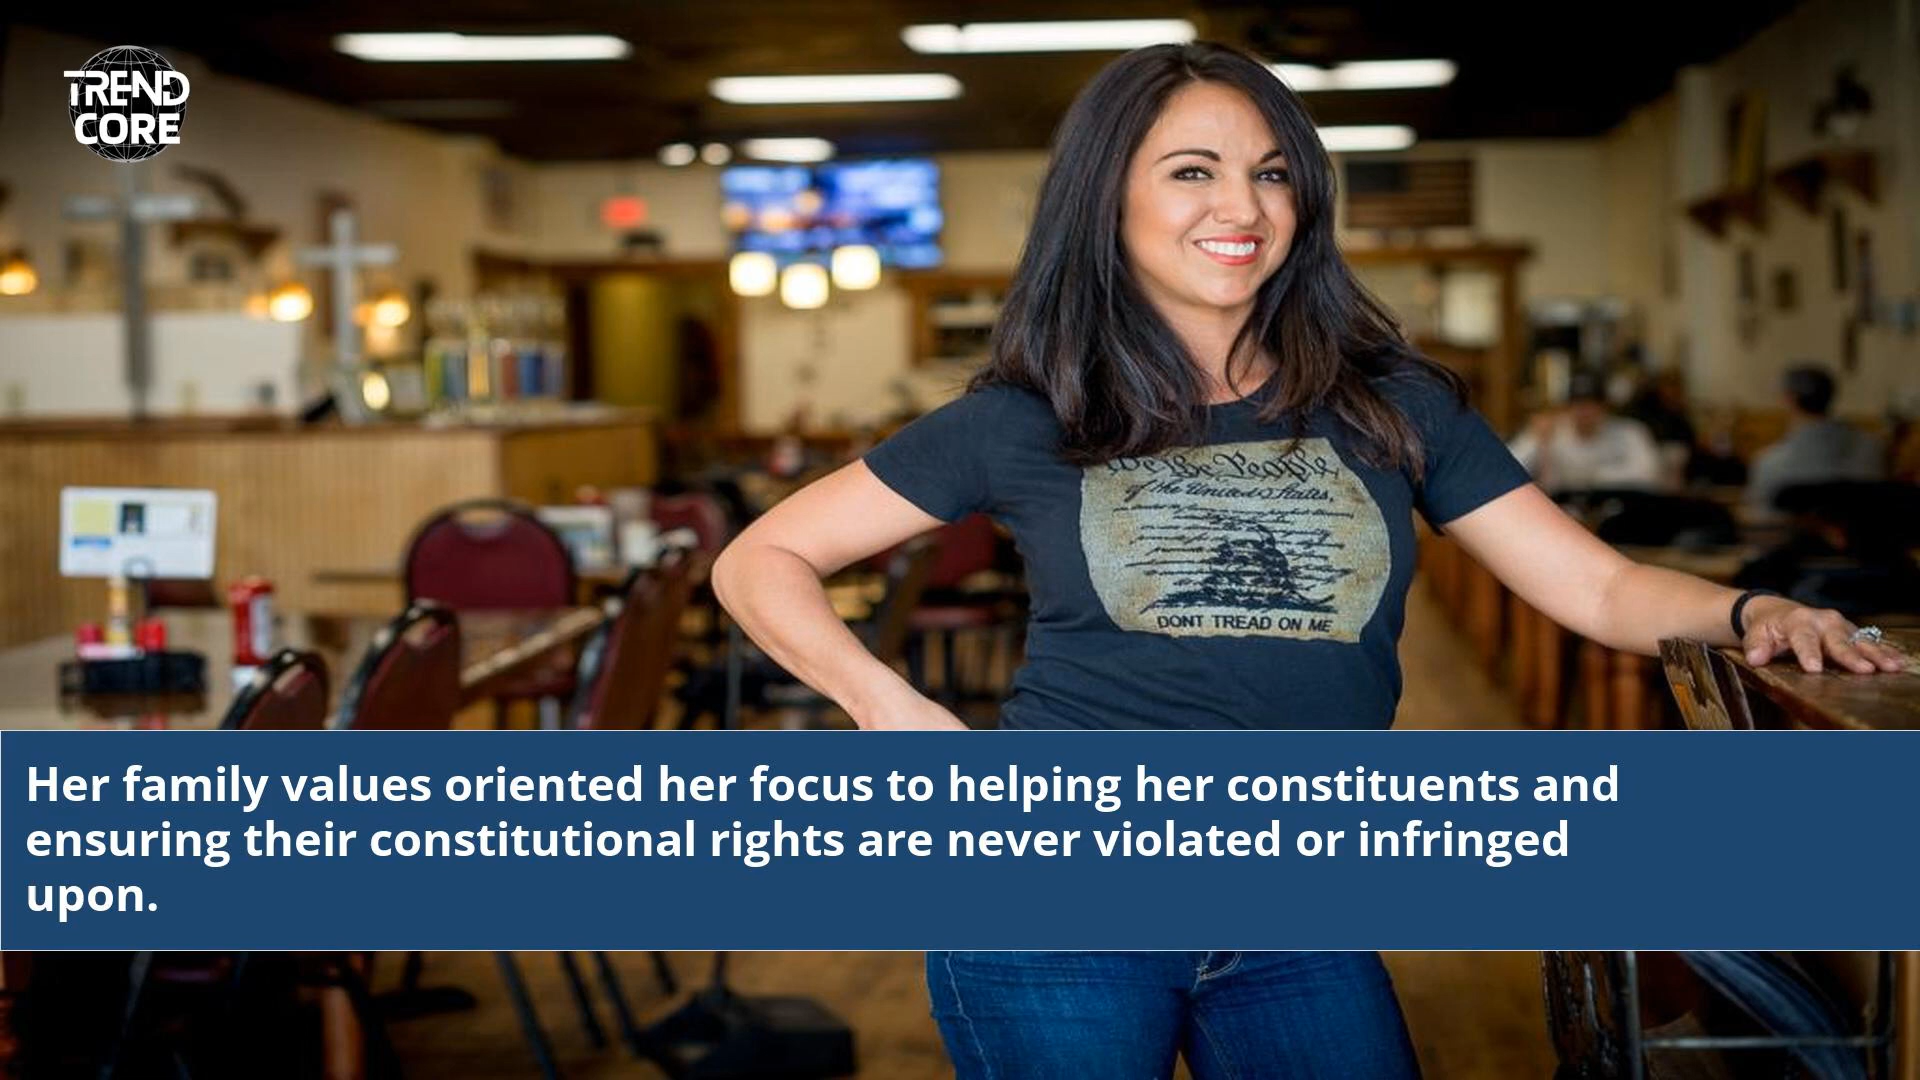 TREND
CORE
We the People
of the United States,
DONT TREAD ON ME
Her family values oriented her focus to helping her constituents and
ensuring their constitutional rights are never violated or infringed
upon.